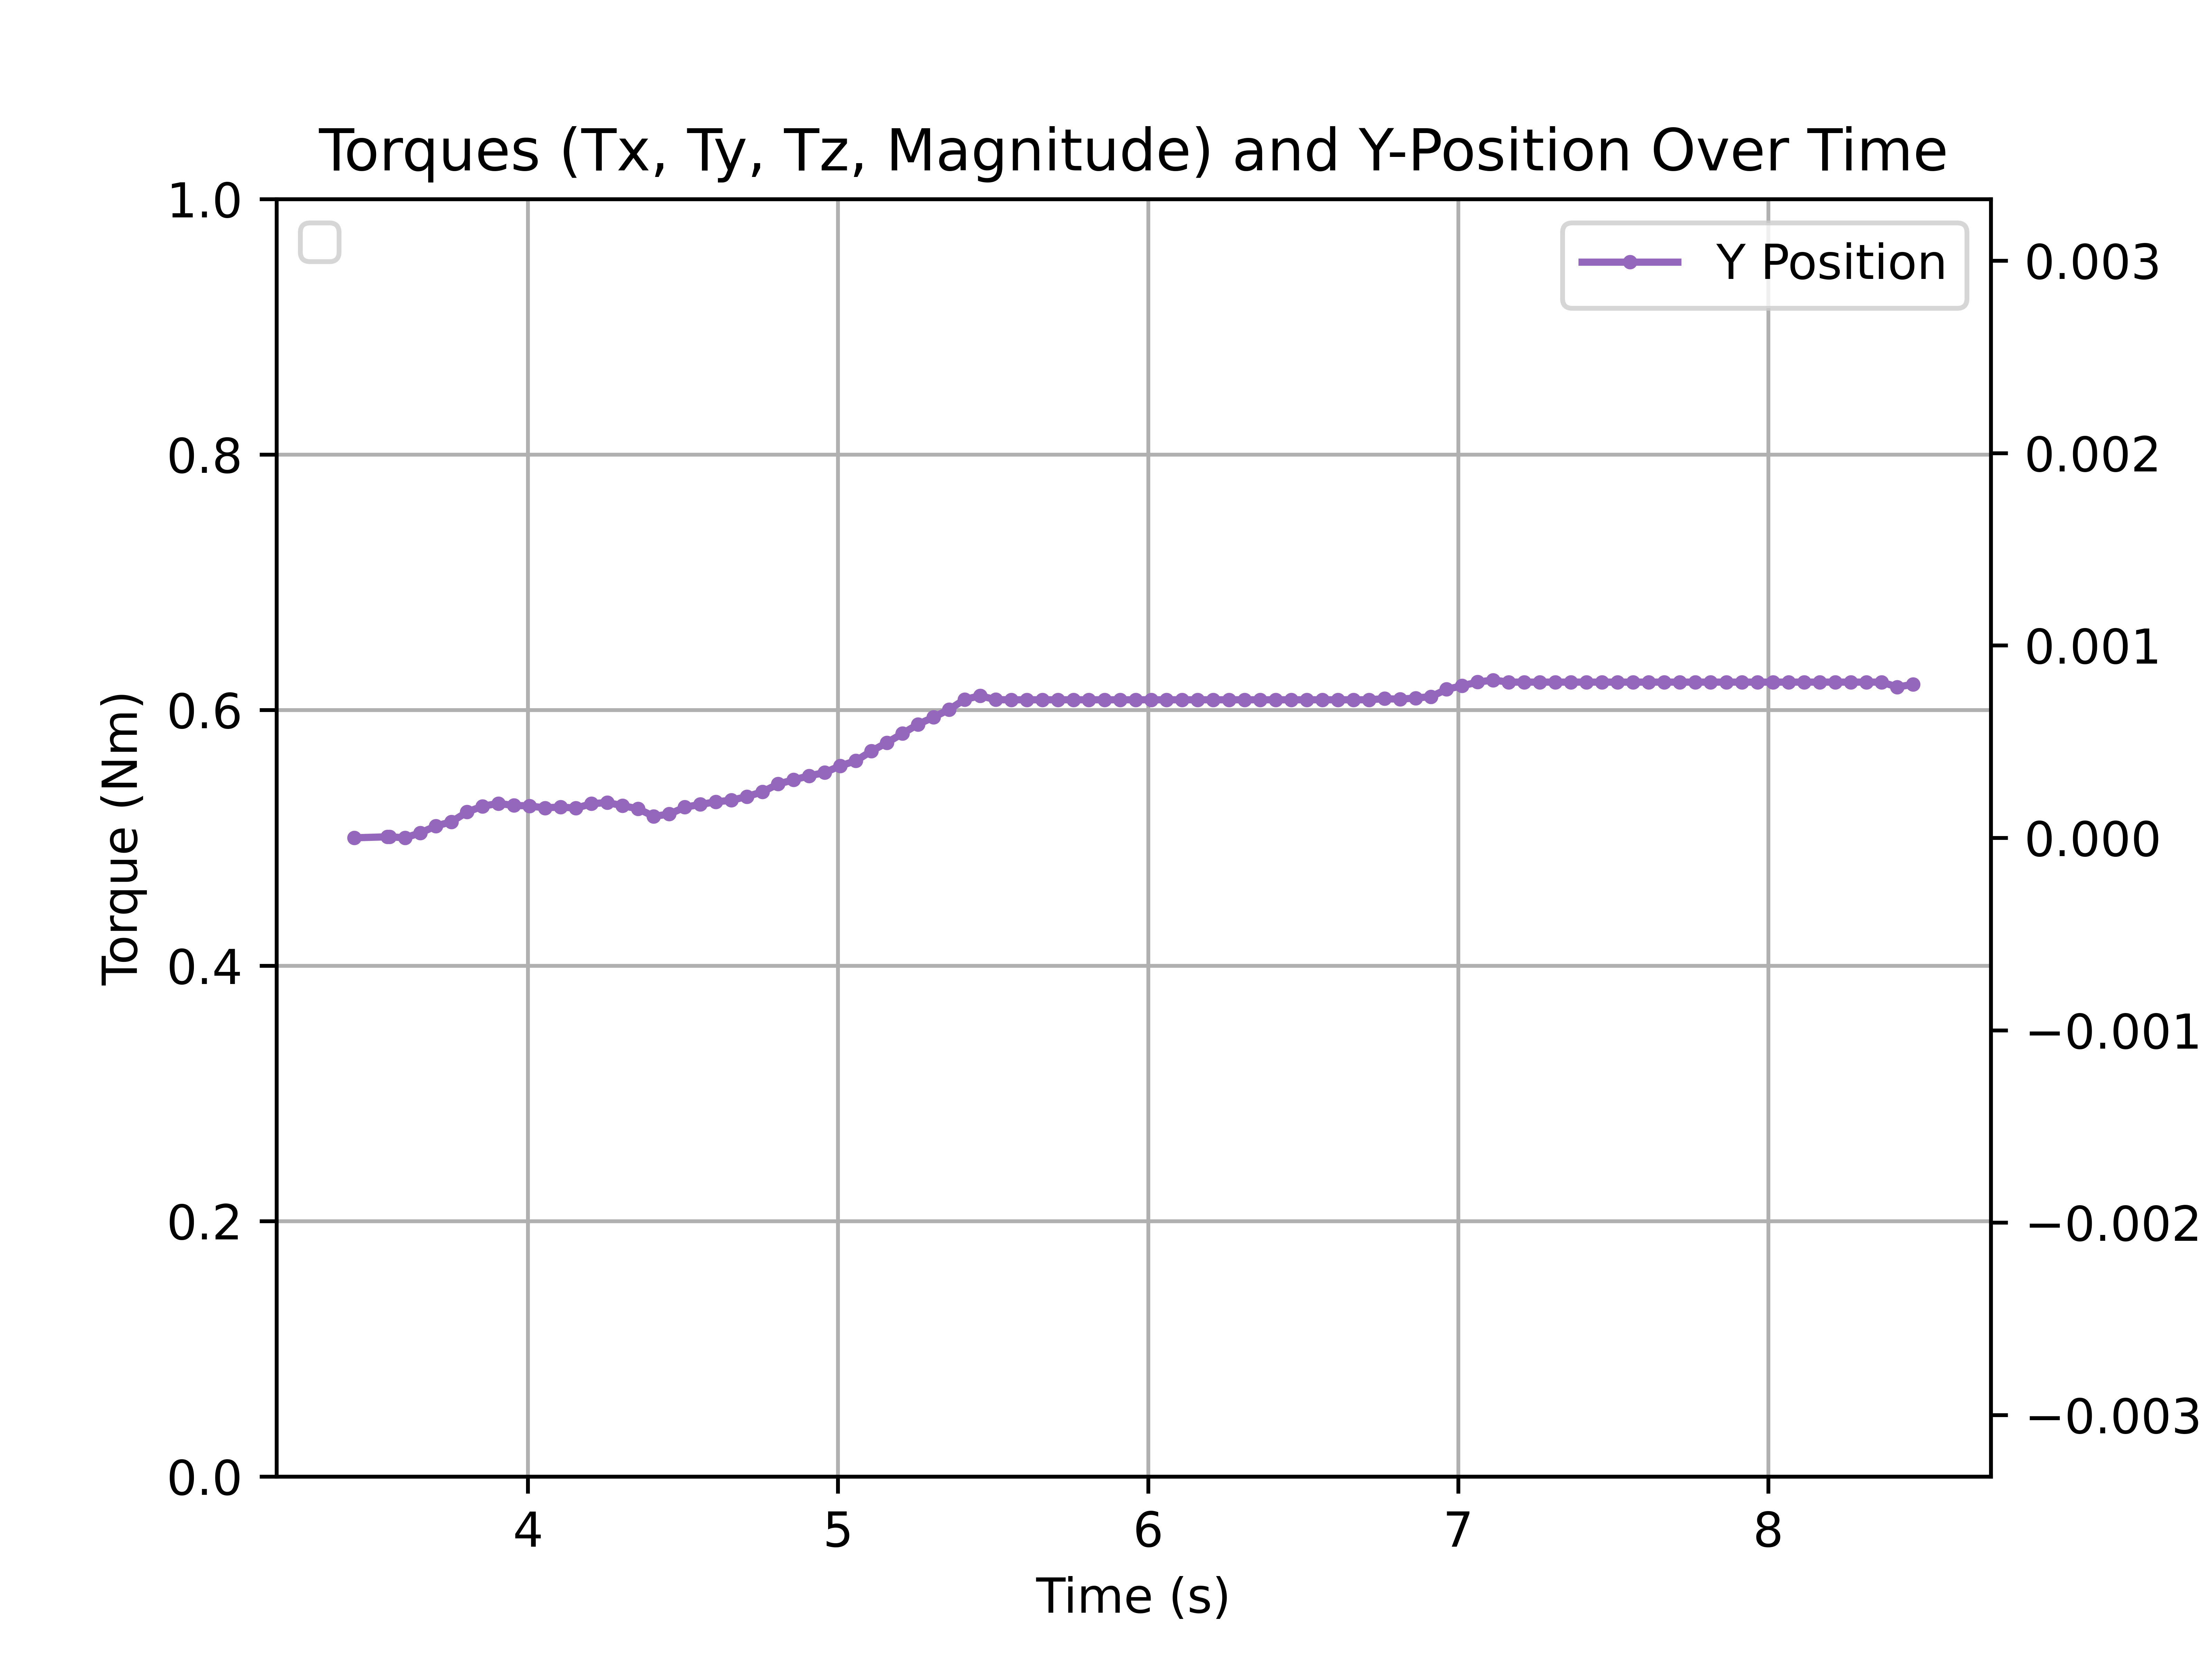 Torques (Tx, Ty, Tz, Magnitude) and Y-Position Over Time
Y Position
Torque (Nm)
1.0
0.8
0.6
0.4
0.2
0.0
0.003
0.002
0.001
0.000
−0.001
−0.002
−0.003
4 5 6 7 8
Time (s)